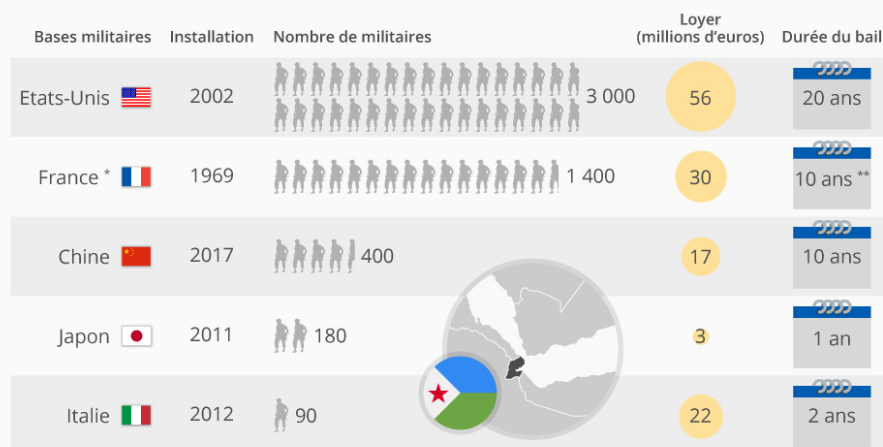 Bases militaires Installation Nombre de militaires Loyer (millions d'euros) Durée du bail
Etats-Unis 2002 3 000 56 20 ans
France * 1969 1 400 30 10 ans **
Chine 2017 400 17 10 ans
Japon 2011 180 3 1 an
Italie 2012 90 22 2 ans